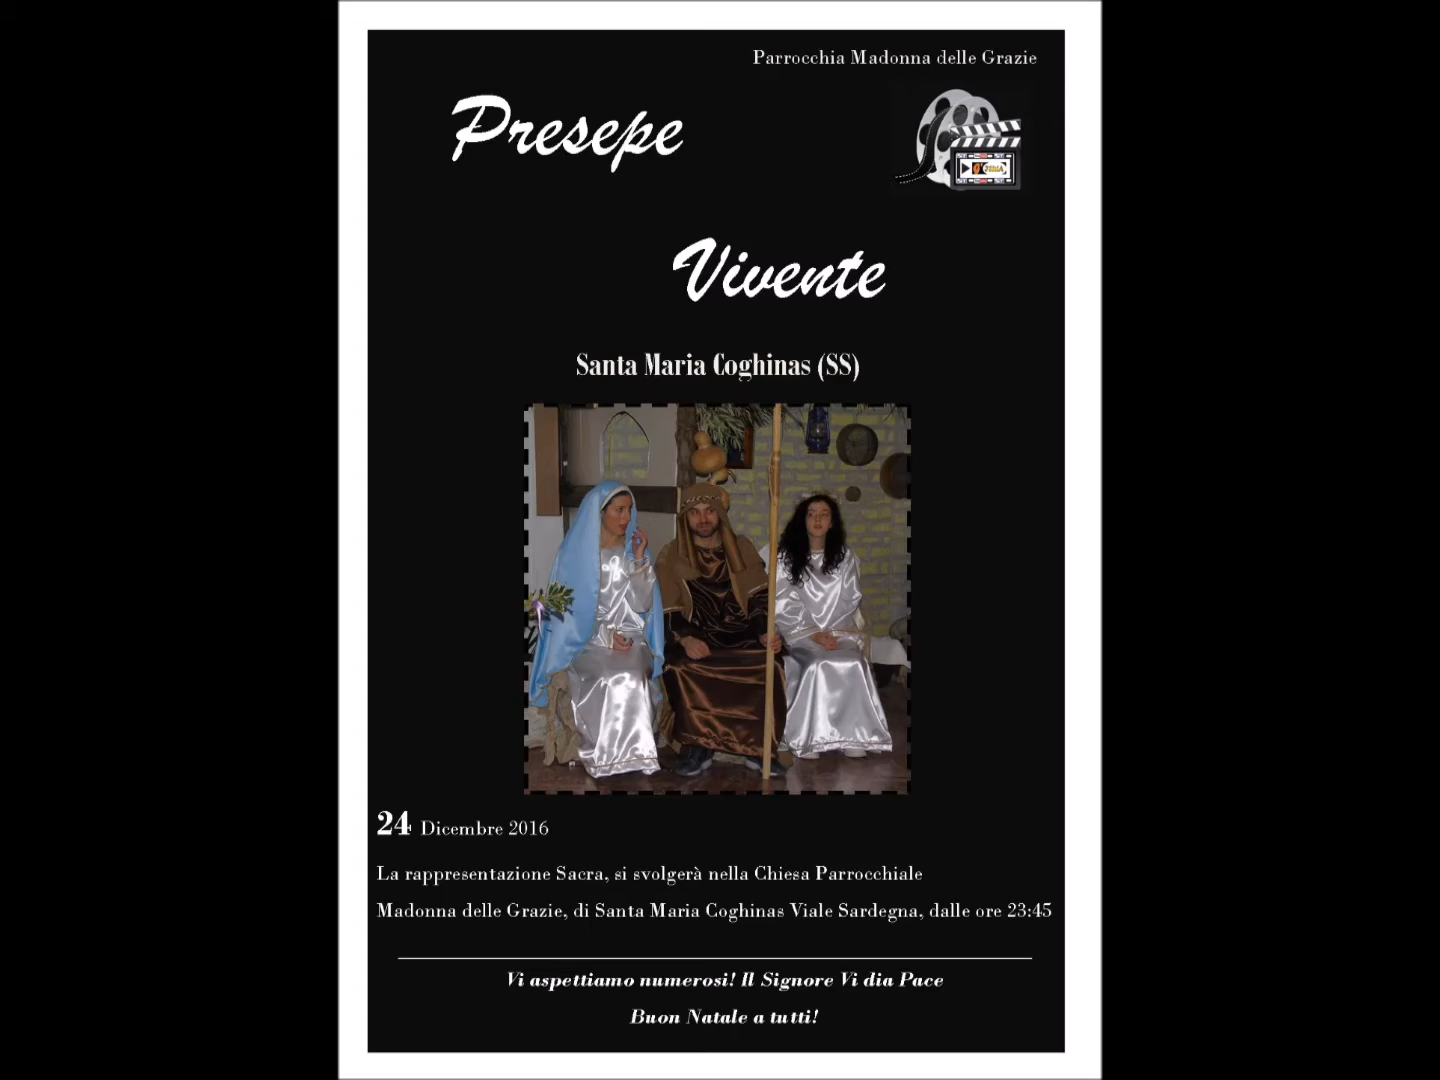 Parrocchia Madonna delle Grazie
Presepe
Vivente
Santa Maria Coghinas (SS)
24 Dicembre 2016
La rappresentazione Sacra, si svolgerà nella Chiesa Parrocchiale
Madonna delle Grazie, di Santa Maria Coghinas Viale Sardegna, dalle ore 23:45
Vi aspettiamo numerosi! Il Signore Vi dia Pace
Buon Natale a tutti!